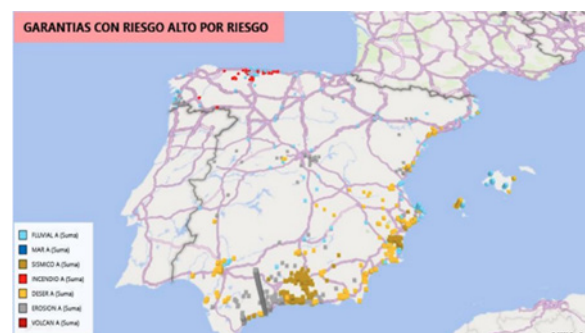 GARANTIAS CON RIESGO ALTO POR RIESGO
FLUVIAL A (Suma)
MAR A (Suma)
SISMICO A (Suma)
INCENDIO A (Suma)
DESER A (Suma)
EROSION A (Suma)
VOLCAN A (Suma)